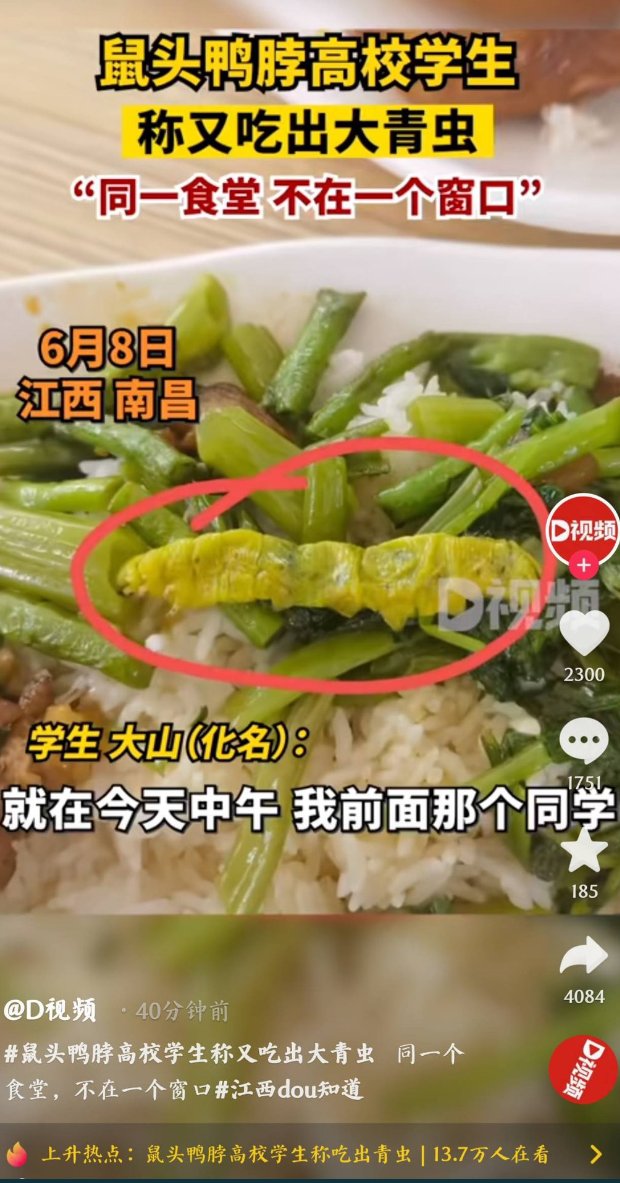 鼠头鸭脖高校学生
称又吃出大青虫
“同一食堂 不在一个窗口”
6月8日
江西 南昌
D视频
D视频
2300
学生 大山（化名）：
1751
就在今天中午 我前面那个同学
185
4084
@D视频 · 40分钟前
#鼠头鸭脖高校学生称又吃出大青虫 同一个
食堂，不在一个窗口#江西dou知道
D视频
上升热点：鼠头鸭脖高校学生称吃出青虫 | 13.7万人在看